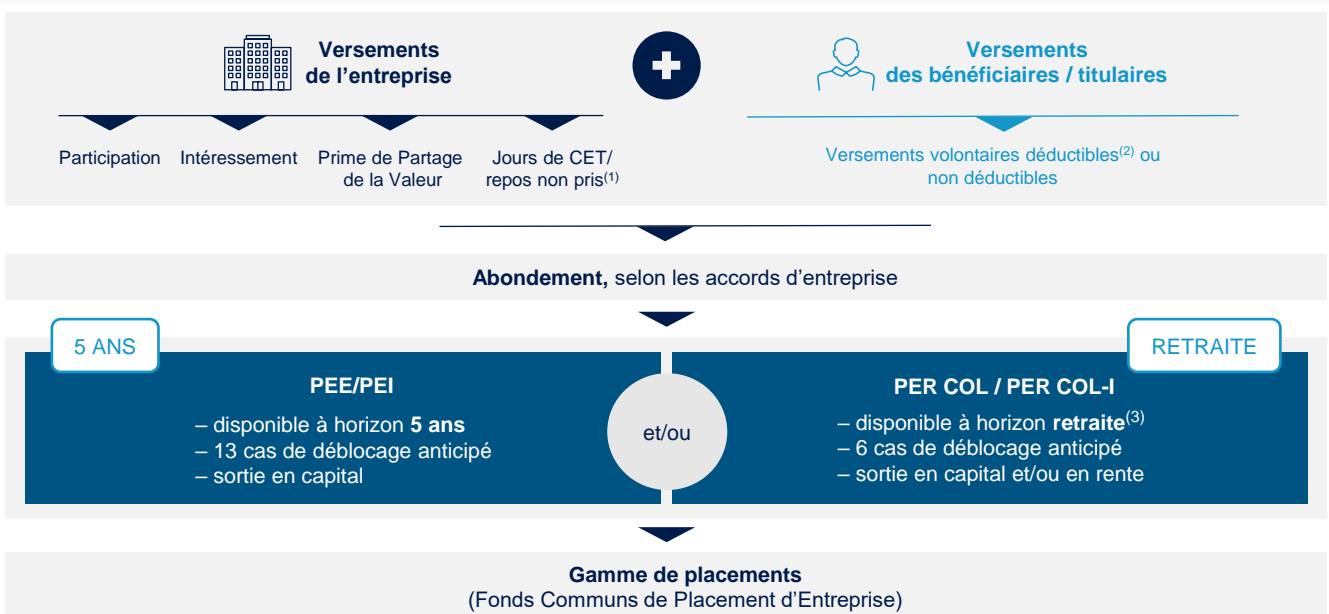 Versements
de l’entreprise
Versements
des bénéficiaires / titulaires
Participation
Intéressement
Prime de Partage
de la Valeur
Jours de CET/
repos non pris(1)
Versements volontaires déductibles(2) ou
non déductibles
Abondement, selon les accords d’entreprise
5 ANS
PEE/PEI
– disponible à horizon 5 ans
– 13 cas de déblocage anticipé
– sortie en capital
et/ou
RETRAITE
PER COL / PER COL-I
– disponible à horizon retraite(3)
– 6 cas de déblocage anticipé
– sortie en capital et/ou en rente
Gamme de placements
(Fonds Communs de Placement d’Entreprise)